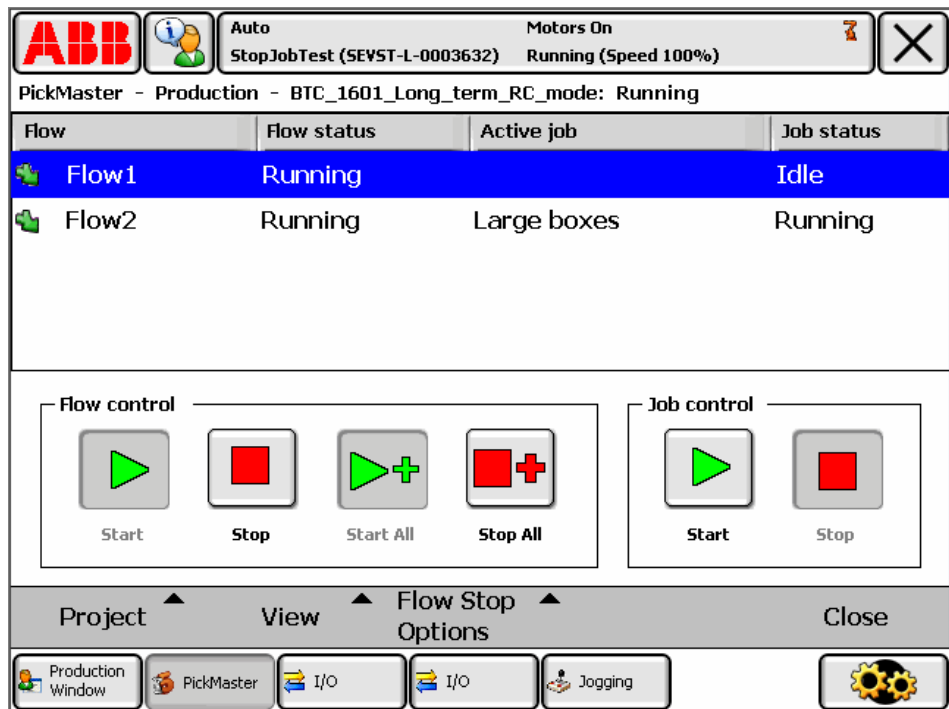 ABB
Auto
Motors On
StopJobTest (SEVST-L-0003632)
Running (Speed 100%)
PickMaster - Production - BTC_1601_Long_term_RC_mode: Running
Flow Flow status Active job Job status
Flow1 Running Idle
Flow2 Running Large boxes Running
Flow control
Job control
Start Stop Start All Stop All Start Stop
Project View Flow Stop Options Close
Production Window
PickMaster
I/O
I/O
Jogging